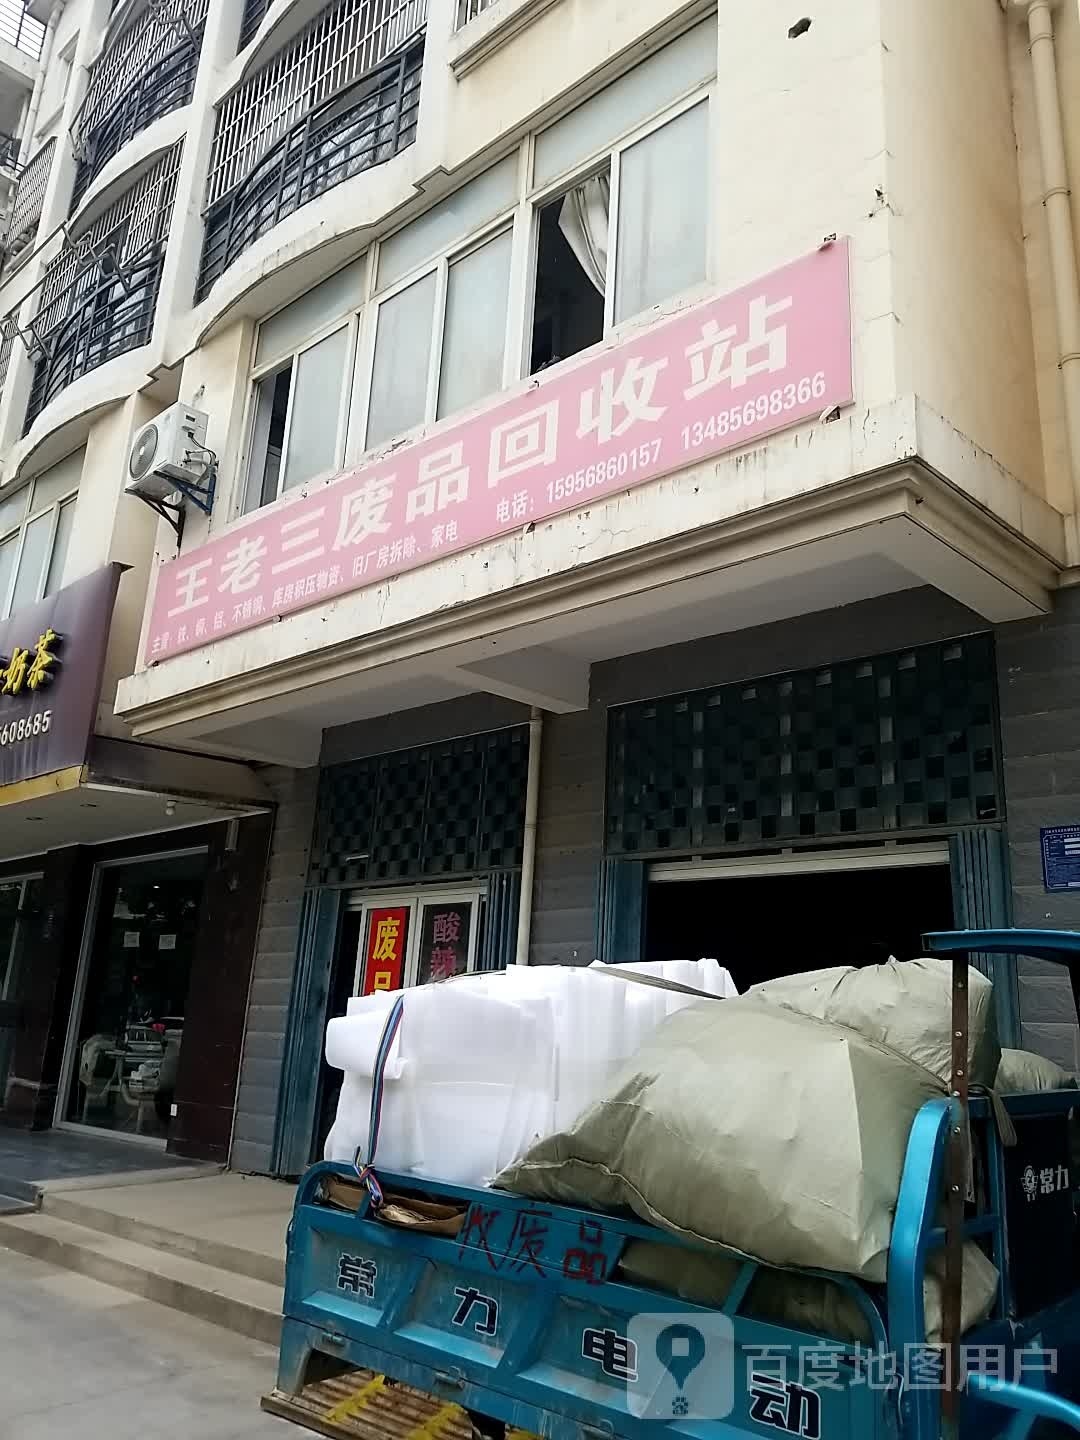 王老三废品回收站
主营：铁、铜、铝、不锈钢、库房积压物资、旧厂房拆除、家电
电话：15956860157 13485698366
奶茶
608685
废品
酸辣
收废品
常力电动
常力
百度地图用户